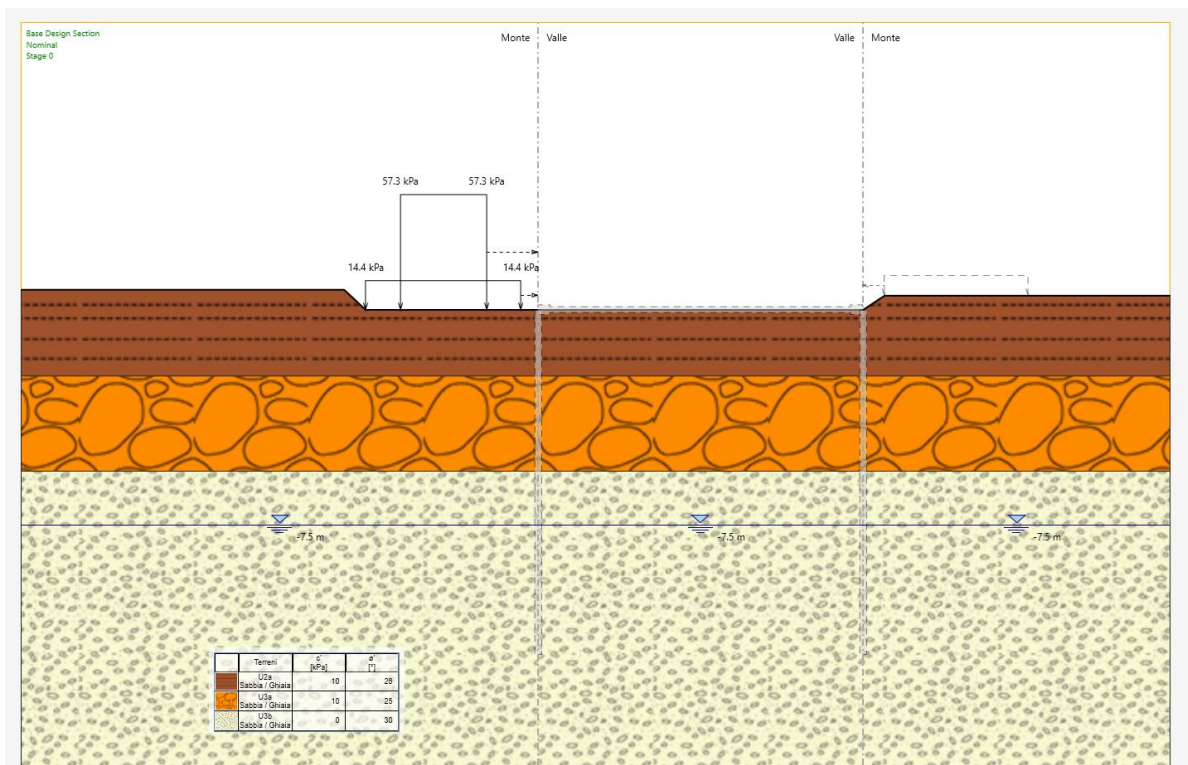 Base Design Section
Nominal
Stage 0
Monte Valle Valle Monte
57.3 kPa 57.3 kPa
14.4 kPa 14.4 kPa
-7.5 m -7.5 m -7.5 m
Terreni c' [kPa] ø' [°]
U2a Sabbia / Ghiaia 10 26
U3a Sabbia / Ghiaia 10 25
U3b Sabbia / Ghiaia 0 30